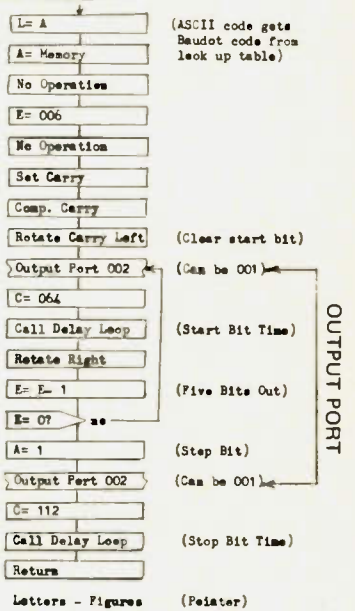 L= A (ASCII code gets
Baudot code from
look up table)
A= Memory
No Operation
E= 006
No Operation
Set Carry
Comp. Carry
Rotate Carry Left (Clear start bit)
Output Port 002 (Can be 001)
C= 064
Call Delay Loop (Start Bit Time)
Rotate Right
E= E- 1 (Five Bits Out)
E= 0? no
A= 1 (Stop Bit)
Output Port 002 (Can be 001)
C= 112
Call Delay Loop (Stop Bit Time)
Return
Letters - Figures (Pointer)
OUTPUT PORT